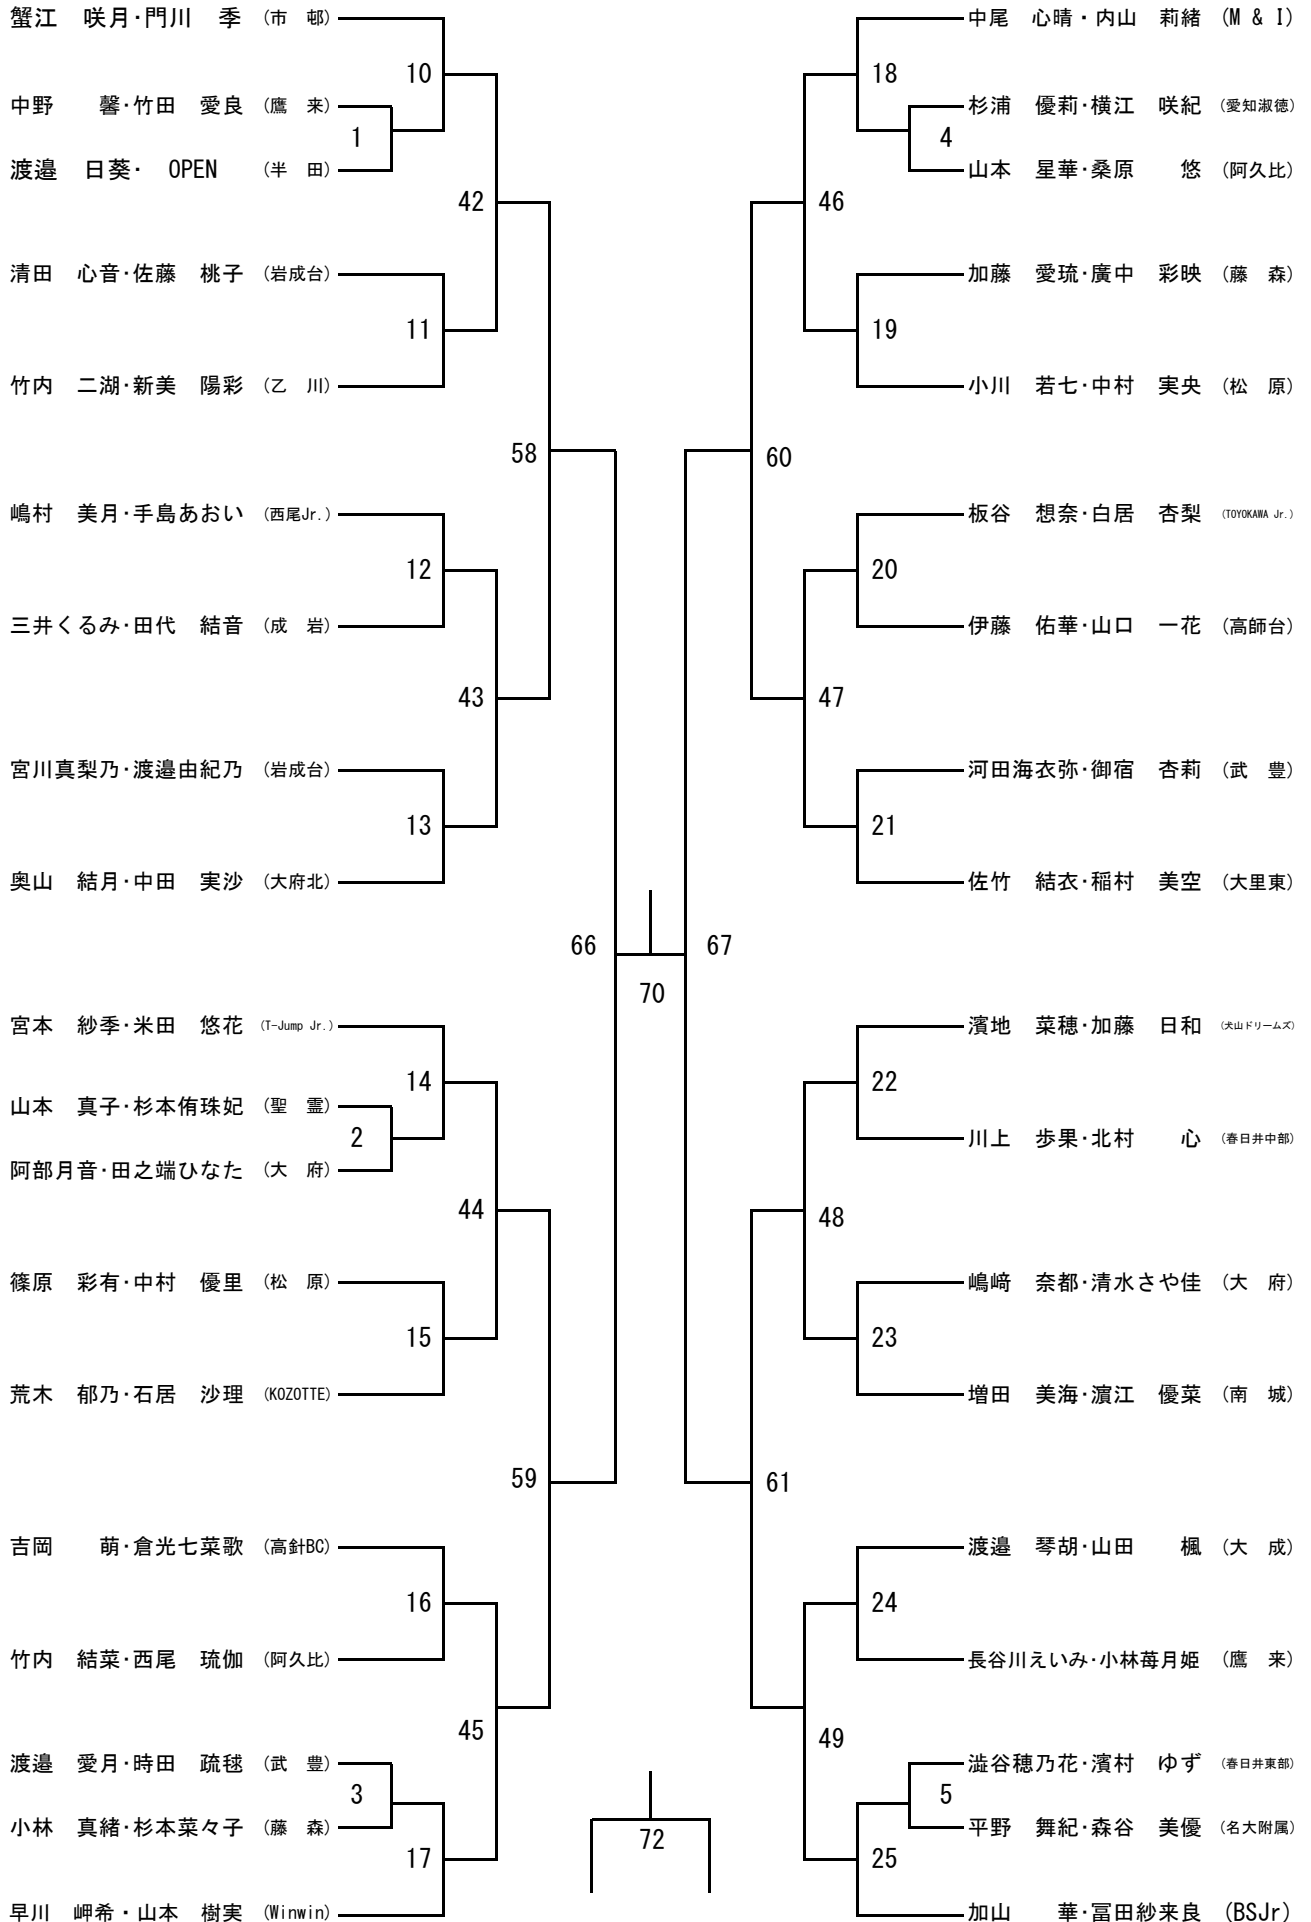 蟹江　咲月・門川　季　（市　邨）
10
中野　　馨・竹田　愛良　（鷹　来）
1
渡邉　日葵・　OPEN　（半　田）
42
清田　心音・佐藤　桃子　（岩成台）
11
竹内　二湖・新美　陽彩　（乙　川）
58
嶋村　美月・手島あおい　（西尾Jr.）
12
三井くるみ・田代　結音　（成　岩）
43
宮川真梨乃・渡邉由紀乃　（岩成台）
13
奥山　結月・中田　実沙　（大府北）
66
宮本　紗季・米田　悠花　（T-Jump Jr.）
14
山本　真子・杉本侑珠妃　（聖　霊）
2
阿部月音・田之端ひなた　（大　府）
44
篠原　彩有・中村　優里　（松　原）
15
荒木　郁乃・石居　沙理　（KOZOTTE）
59
吉岡　　萌・倉光七菜歌　（高針BC）
16
竹内　結菜・西尾　琉伽　（阿久比）
45
渡邉　愛月・時田　疏毬　（武　豊）
3
小林　真緒・杉本菜々子　（藤　森）
17
早川　岬希・山本　樹実　（Winwin）
70
72
中尾　心晴・内山　莉緒　（M & I）
18
杉浦　優莉・横江　咲紀　（愛知淑徳）
4
山本　星華・桑原　　悠　（阿久比）
46
加藤　愛琉・廣中　彩映　（藤　森）
19
小川　若七・中村　実央　（松　原）
60
板谷　想奈・白居　杏梨　（TOYOKAWA Jr.）
20
伊藤　佑華・山口　一花　（高師台）
47
河田海衣弥・御宿　杏莉　（武　豊）
21
佐竹　結衣・稲村　美空　（大里東）
67
濱地　菜穂・加藤　日和　（犬山ドリームズ）
22
川上　歩果・北村　　心　（春日井中部）
48
嶋﨑　奈都・清水さや佳　（大　府）
23
増田　美海・濵江　優菜　（南　城）
61
渡邉　琴胡・山田　　楓　（大　成）
24
長谷川えいみ・小林苺月姫　（鷹　来）
49
澁谷穂乃花・濱村　ゆず　（春日井東部）
5
平野　舞紀・森谷　美優　（名大附属）
25
加山　　華・冨田紗来良　（BSJr）